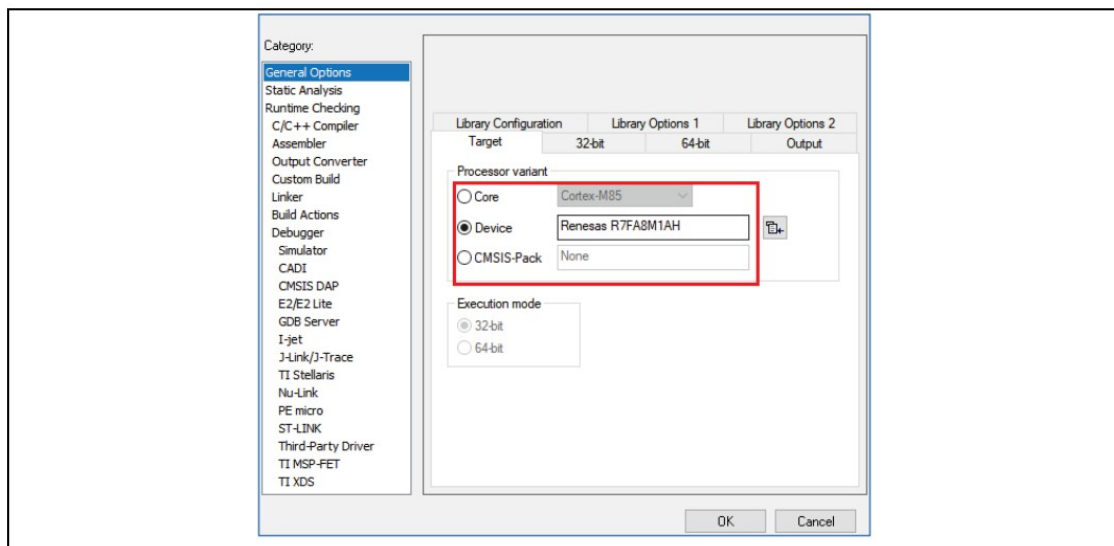 Category:
General Options
Static Analysis
Runtime Checking
C/C++ Compiler
Assembler
Output Converter
Custom Build
Linker
Build Actions
Debugger
Simulator
CADI
CMSIS DAP
E2/E2 Lite
GDB Server
I-jet
J-Link/J-Trace
TI Stellaris
Nu-Link
PE micro
ST-LINK
Third-Party Driver
TI MSP-FET
TI XDS
Library Configuration Library Options 1 Library Options 2
Target 32-bit 64-bit Output
Processor variant
Core Cortex-M85
Device Renesas R7FA8M1AH
CMSIS-Pack None
Execution mode
32-bit
64-bit
OK Cancel